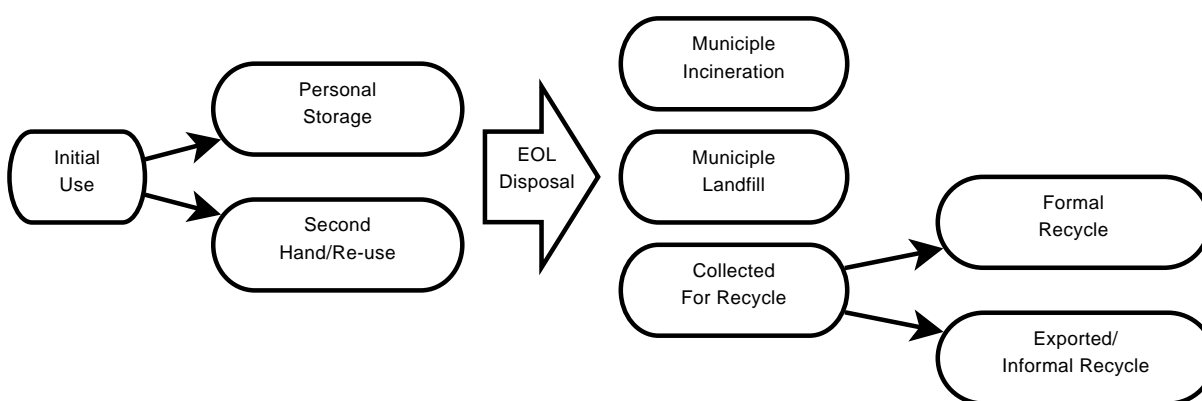 Initial
Use
Personal
Storage
Second
Hand/Re-use
EOL
Disposal
Municiple
Incineration
Municiple
Landfill
Collected
For Recycle
Formal
Recycle
Exported/
Informal Recycle